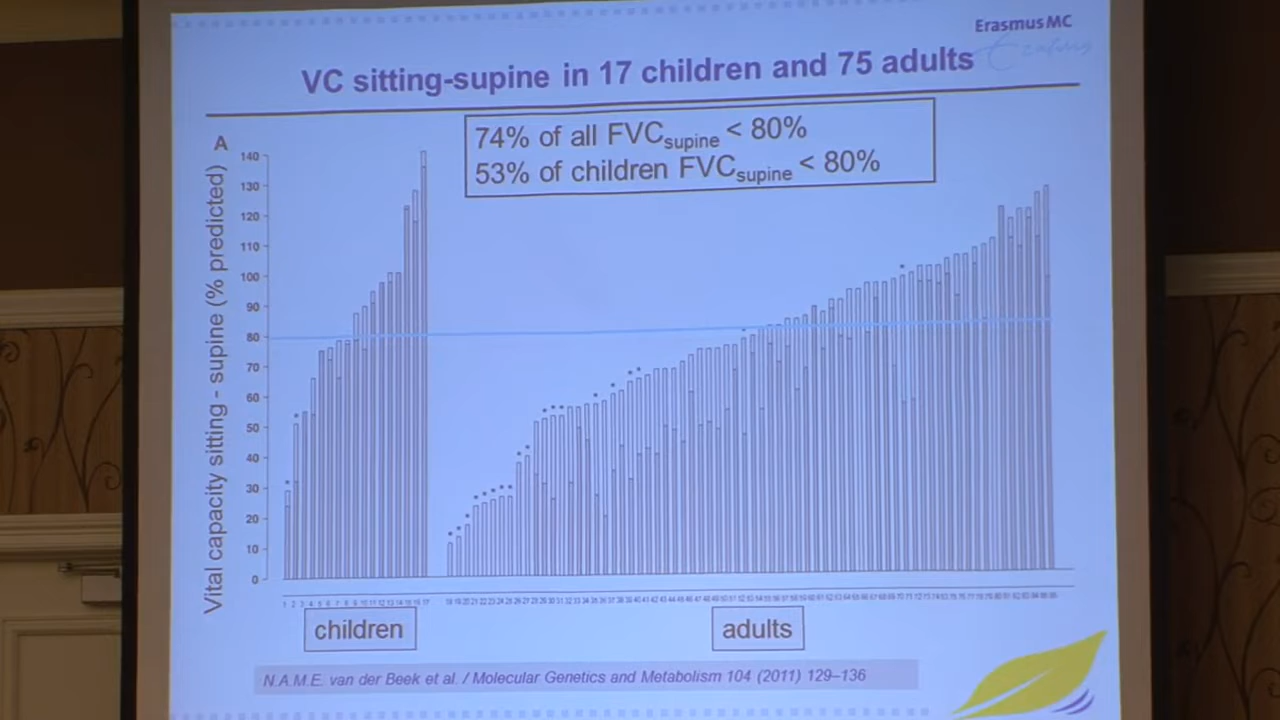 Erasmus MC
VC sitting-supine in 17 children and 75 adults
A
74% of all FVCsupine < 80%
53% of children FVCsupine < 80%
Vital capacity sitting - supine (% predicted)
140
130
120
110
100
90
80
70
60
50
40
30
20
10
0
children
adults
N.A.M.E. van der Beek et al. / Molecular Genetics and Metabolism 104 (2011) 129–136